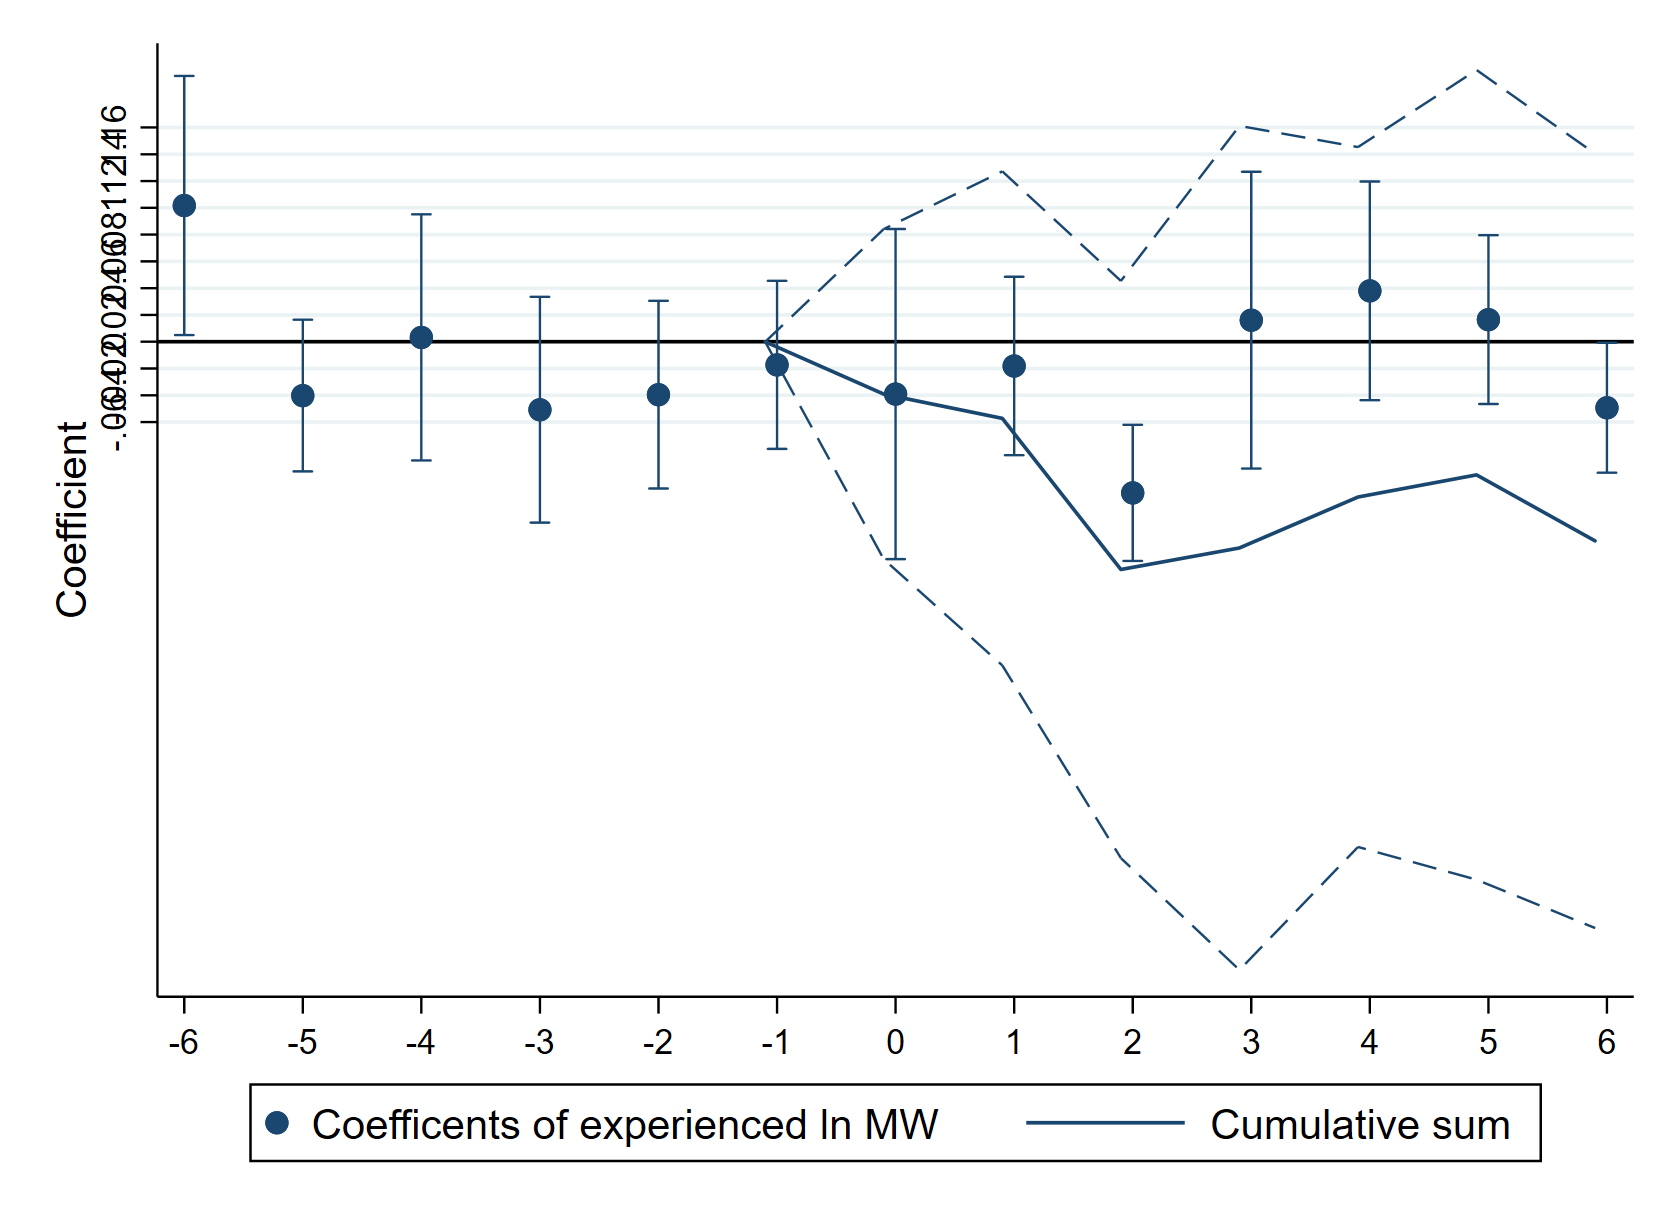 Coefficient
-6 -5 -4 -3 -2 -1 0 1 2 3 4 5 6
Coefficents of experienced ln MW
Cumulative sum